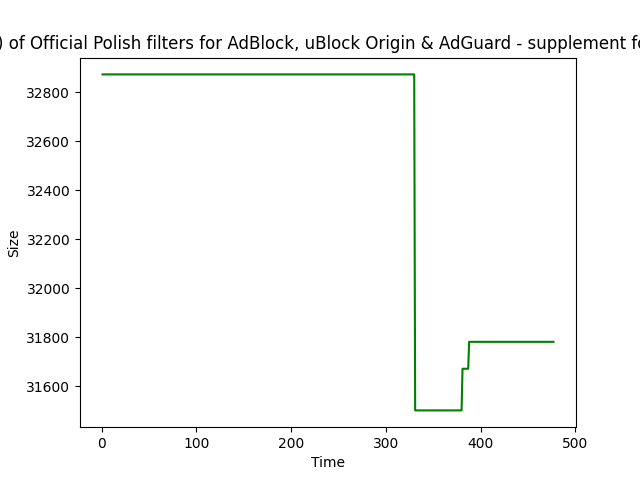 ) of Official Polish filters for AdBlock, uBlock Origin & AdGuard - supplement fo
32800
32600
32400
32200
32000
31800
31600
Size
0 100 200 300 400 500
Time